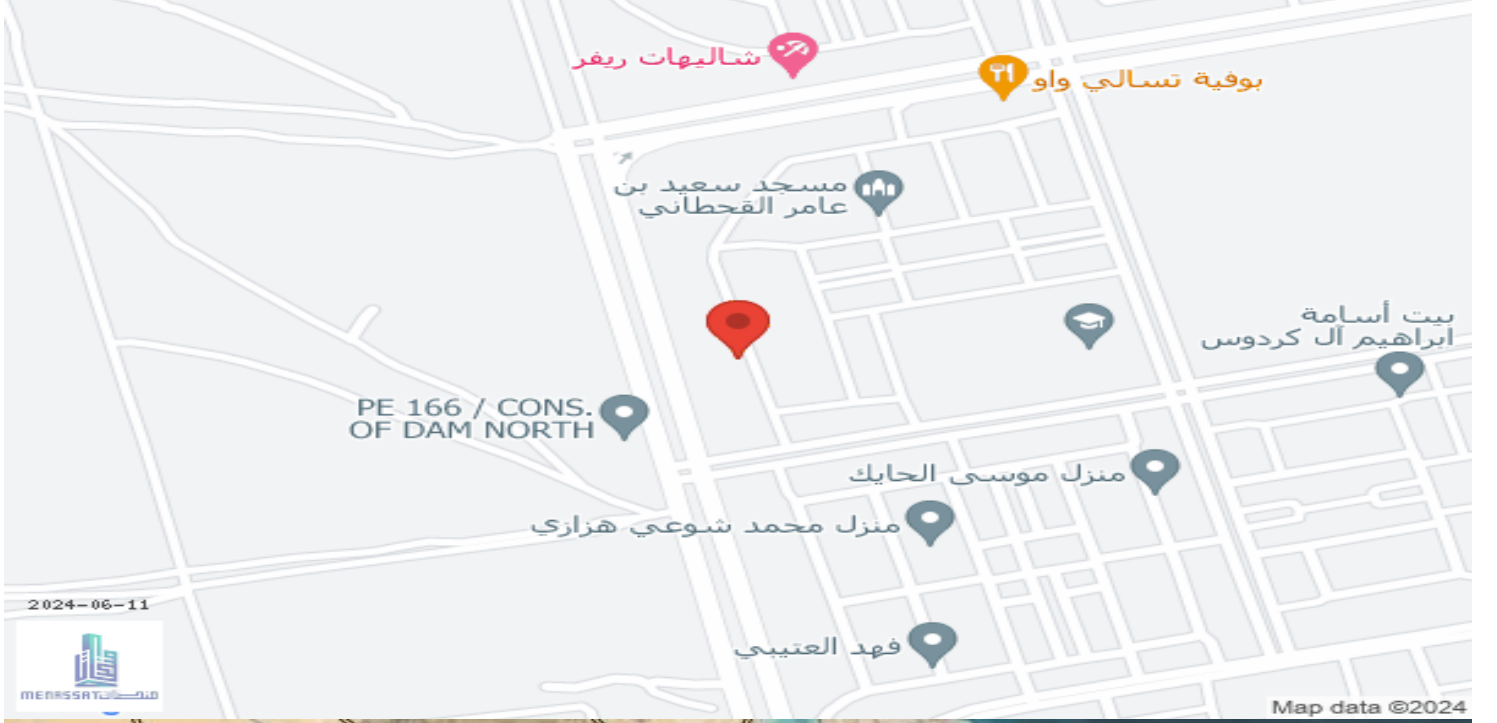 شاليهات ريفر
بوفية تسالي واو
مسجد سعيد بن
عامر القحطاني
بيت أسامة
ابراهيم آل كردوس
PE 166 / CONS.
OF DAM NORTH
منزل موسى الحايك
منزل محمد شوعي هزازي
2024-06-11
فهد العتيبي
MENASSAT
Map data ©2024